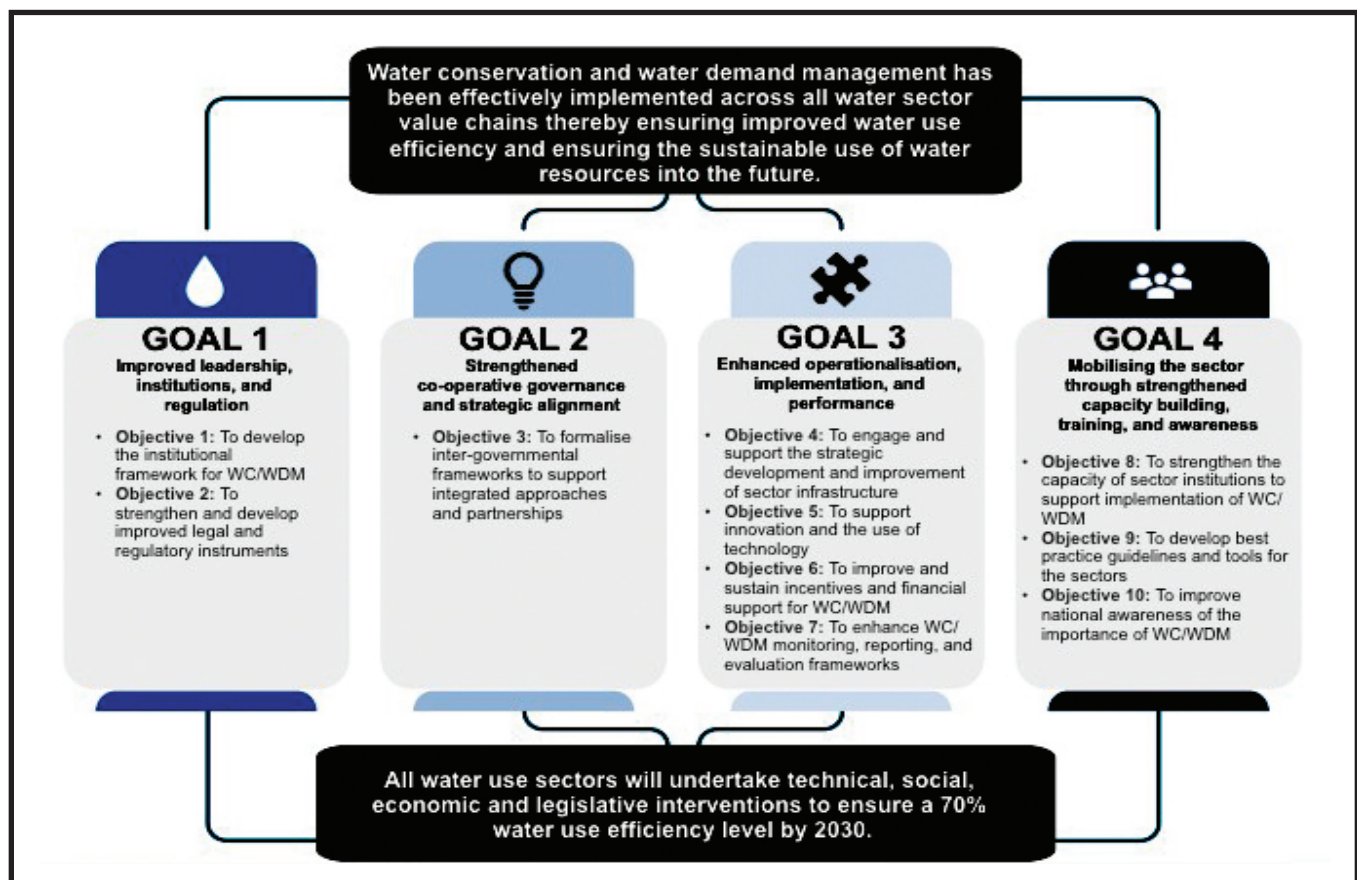 Water conservation and water demand management has
been effectively implemented across all water sector
value chains thereby ensuring improved water use
efficiency and ensuring the sustainable use of water
resources into the future.
GOAL 1
Improved leadership,
institutions, and
regulation
• Objective 1: To develop
the institutional
framework for WC/WDM
• Objective 2: To
strengthen and develop
improved legal and
regulatory instruments
GOAL 2
Strengthened
co-operative governance
and strategic alignment
• Objective 3: To formalise
inter-governmental
frameworks to support
integrated approaches
and partnerships
GOAL 3
Enhanced operationalisation,
implementation, and
performance
• Objective 4: To engage and
support the strategic
development and improvement
of sector infrastructure
• Objective 5: To support
innovation and the use of
technology
• Objective 6: To improve and
sustain incentives and financial
support for WC/WDM
• Objective 7: To enhance WC/
WDM monitoring, reporting, and
evaluation frameworks
GOAL 4
Mobilising the sector
through strengthened
capacity building,
training, and awareness
• Objective 8: To strengthen the
capacity of sector institutions to
support implementation of WC/
WDM
• Objective 9: To develop best
practice guidelines and tools for
the sectors
• Objective 10: To improve
national awareness of the
importance of WC/WDM
All water use sectors will undertake technical, social,
economic and legislative interventions to ensure a 70%
water use efficiency level by 2030.